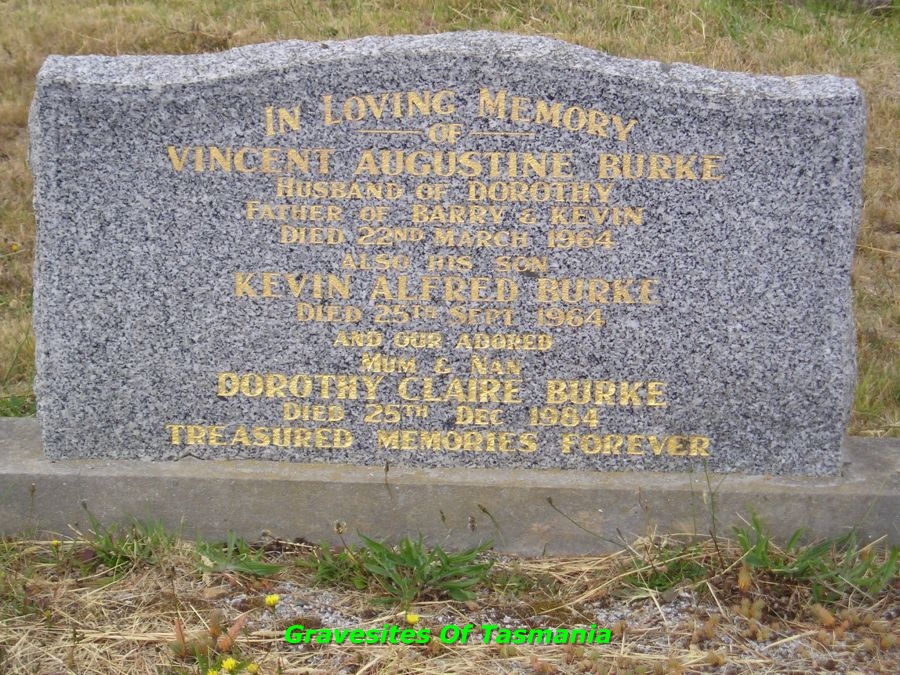 IN LOVING MEMORY
OF
VINCENT AUGUSTINE BURKE
HUSBAND OF DOROTHY
FATHER OF BARRY & KEVIN
DIED 22ND MARCH 1964
ALSO HIS SON
KEVIN ALFRED BURKE
DIED 25TH SEPT 1964
AND OUR ADORED
MUM & NAN
DOROTHY CLAIRE BURKE
DIED 25TH DEC 1984
TREASURED MEMORIES FOREVER
Gravesites Of Tasmania